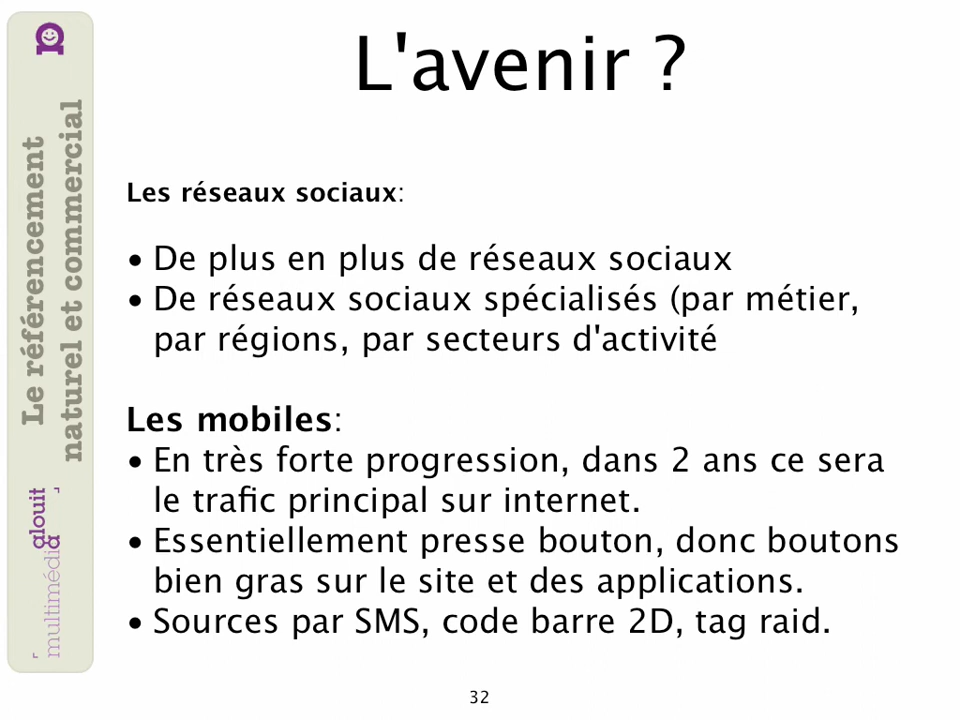 L'avenir ?
Le référencement
naturel et commercial
alouit
multimédia
Les réseaux sociaux:
• De plus en plus de réseaux sociaux
• De réseaux sociaux spécialisés (par métier,
par régions, par secteurs d'activité
Les mobiles:
• En très forte progression, dans 2 ans ce sera
le trafic principal sur internet.
• Essentiellement presse bouton, donc boutons
bien gras sur le site et des applications.
• Sources par SMS, code barre 2D, tag raid.
32